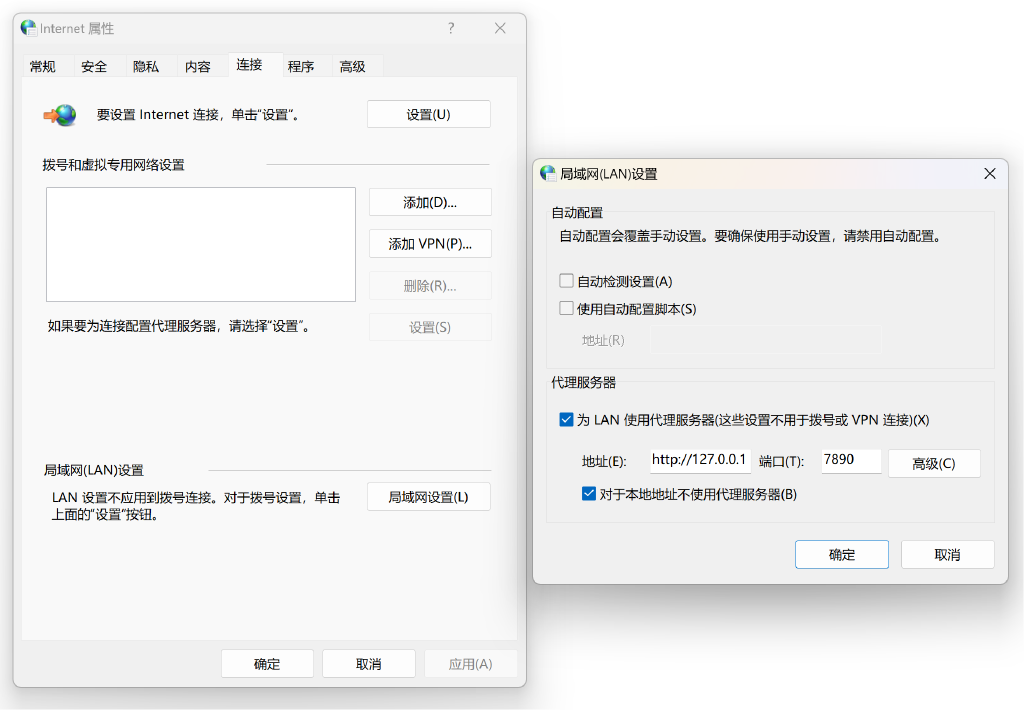 Internet 属性
?
常规 安全 隐私 内容 连接 程序 高级
要设置 Internet 连接，单击“设置”。
设置(U)
拨号和虚拟专用网络设置
添加(D)...
添加 VPN(P)...
删除(R)...
如果要为连接配置代理服务器，请选择“设置”。
设置(S)
局域网(LAN)设置
LAN 设置不应用到拨号连接。对于拨号设置，单击
上面的“设置”按钮。
局域网设置(L)
确定 取消 应用(A)
局域网(LAN)设置
自动配置
自动配置会覆盖手动设置。要确保使用手动设置，请禁用自动配置。
自动检测设置(A)
使用自动配置脚本(S)
地址(R)
代理服务器
为 LAN 使用代理服务器(这些设置不用于拨号或 VPN 连接)(X)
地址(E): http://127.0.0.1 端口(T): 7890 高级(C)
对于本地地址不使用代理服务器(B)
确定 取消